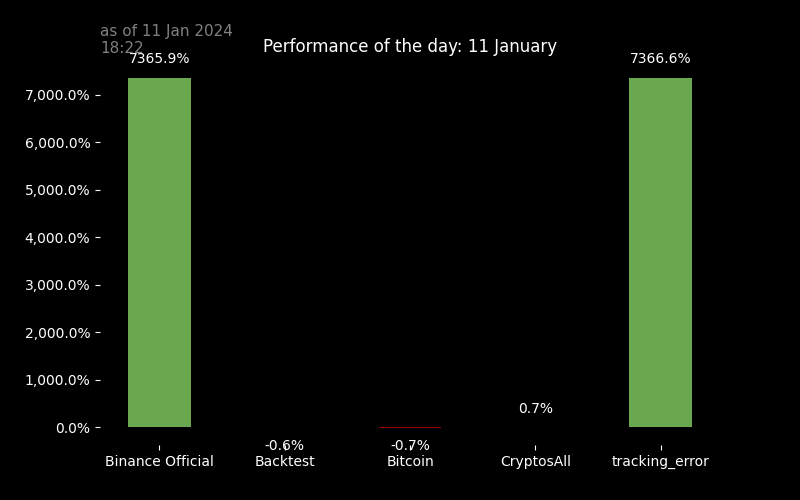 as of 11 Jan 2024
18:22
Performance of the day: 11 January
7365.9%
7366.6%
7,000.0%
6,000.0%
5,000.0%
4,000.0%
3,000.0%
2,000.0%
1,000.0%
0.7%
0.0%
-0.6%
-0.7%
Binance Official
Backtest
Bitcoin
CryptosAll
tracking_error